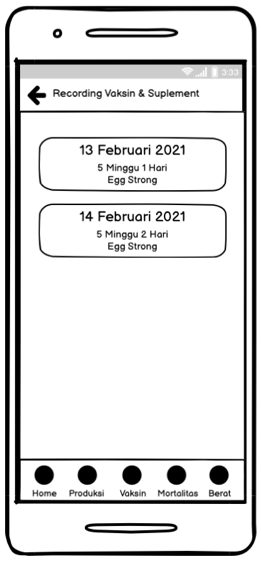 3:33
Recording Vaksin & Suplement
13 Februari 2021
5 Minggu 1 Hari
Egg Strong
14 Februari 2021
5 Minggu 2 Hari
Egg Strong
Home Produksi Vaksin Mortalitas Berat